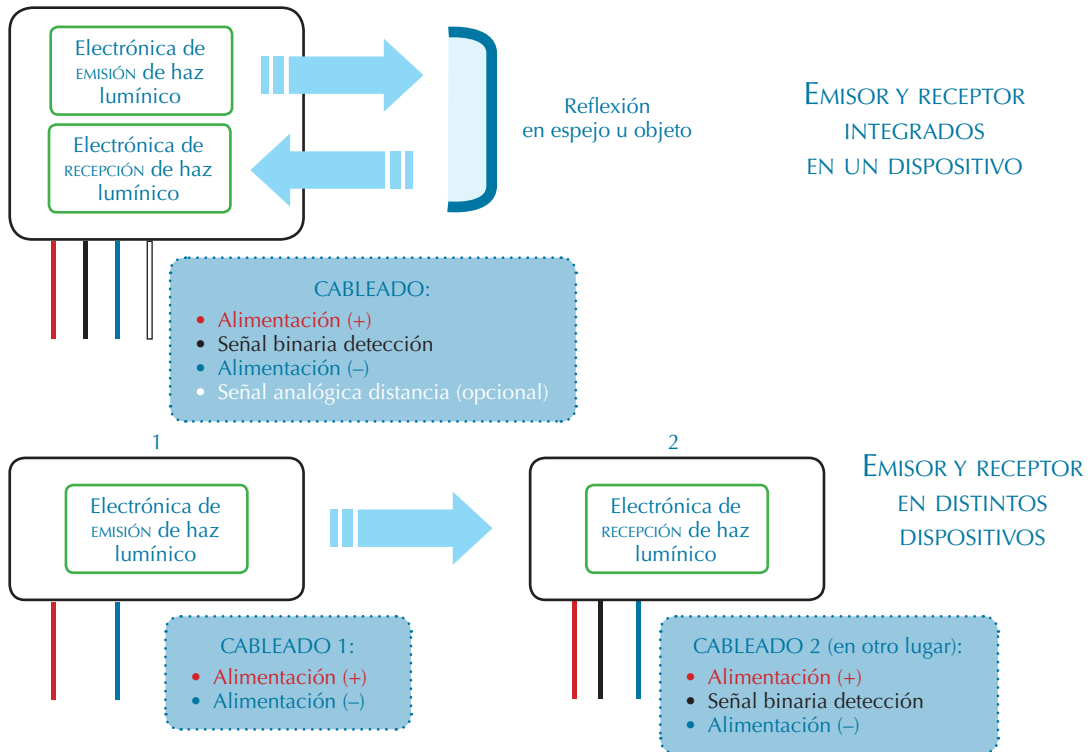 Electrónica de
EMISIÓN de haz
lumínico
Electrónica de
RECEPCIÓN de haz
lumínico
Reflexión
en espejo u objeto
EMISOR Y RECEPTOR
INTEGRADOS
EN UN DISPOSITIVO
CABLEADO:
• Alimentación (+)
• Señal binaria detección
• Alimentación (–)
• Señal analógica distancia (opcional)
1
Electrónica de
EMISIÓN de haz
lumínico
2
Electrónica de
RECEPCIÓN de haz
lumínico
EMISOR Y RECEPTOR
EN DISTINTOS
DISPOSITIVOS
CABLEADO 1:
• Alimentación (+)
• Alimentación (–)
CABLEADO 2 (en otro lugar):
• Alimentación (+)
• Señal binaria detección
• Alimentación (–)